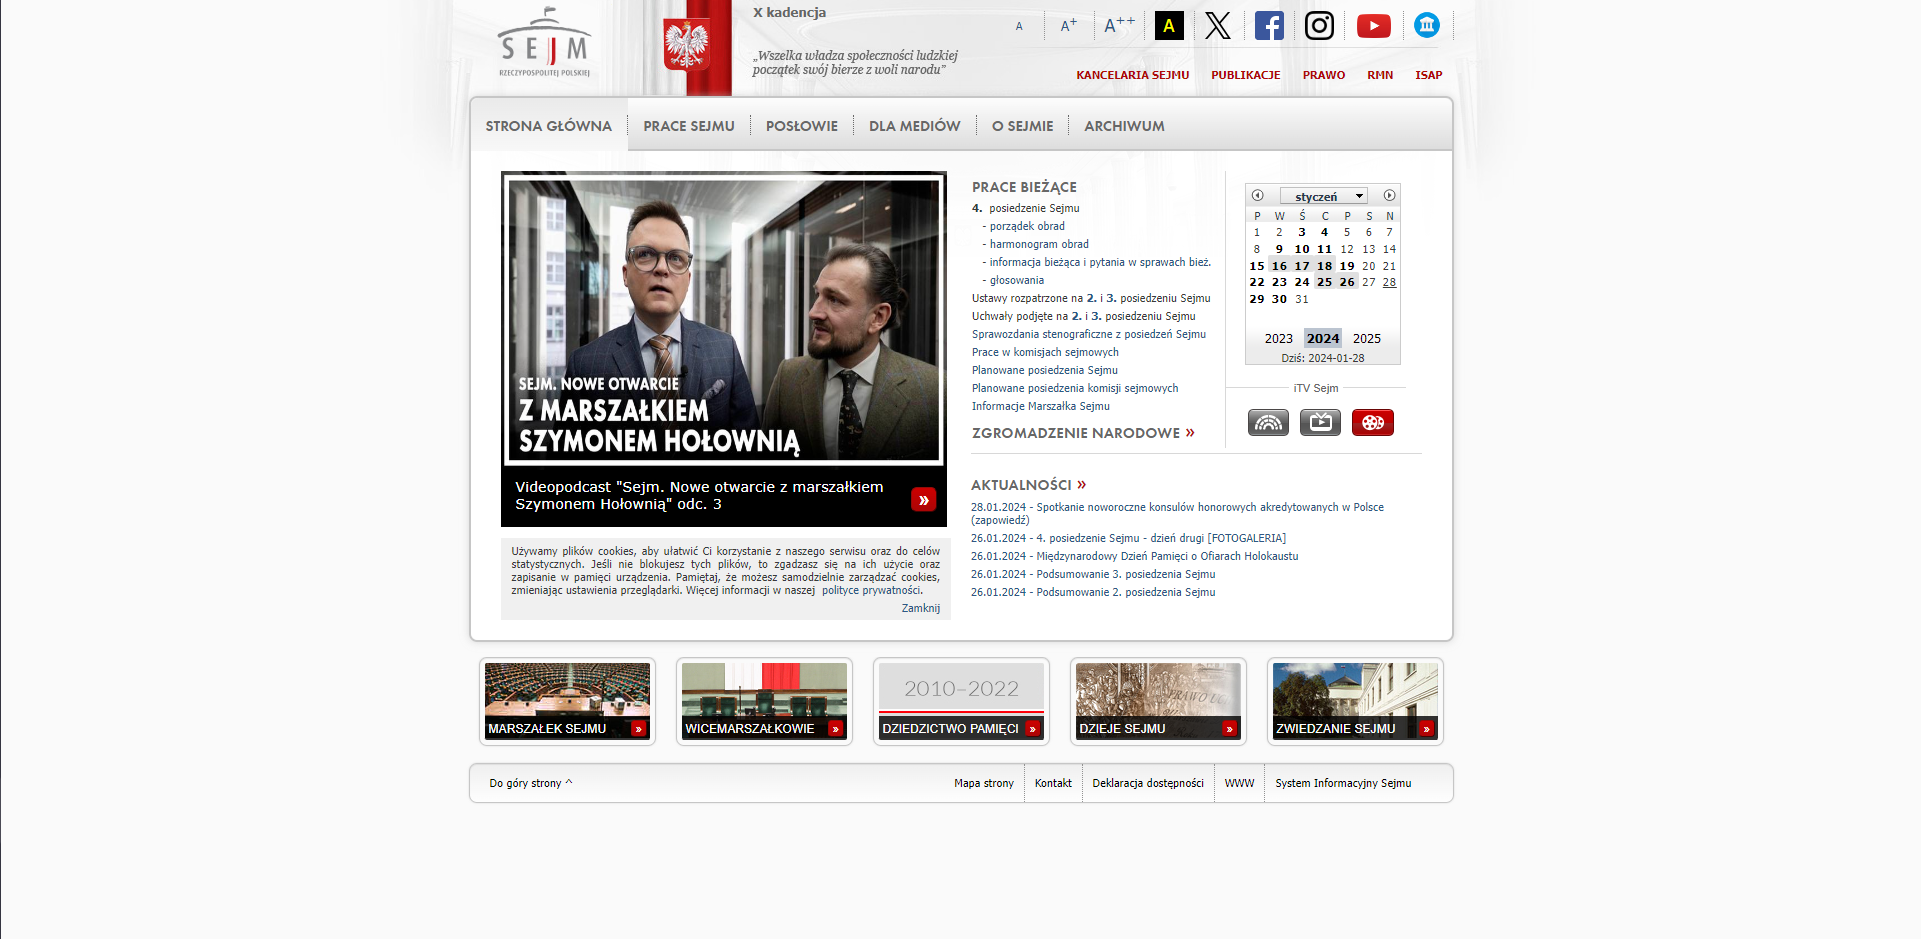 SEJM
RZECZYPOSPOLITEJ POLSKIEJ
X kadencja
„Wszelka władza społeczności ludzkiej
początek swój bierze z woli narodu”
A
A+
A++
A
KANCELARIA SEJMU
PUBLIKACJE
PRAWO
RMN
ISAP
STRONA GŁÓWNA
PRACE SEJMU
POSŁOWIE
DLA MEDIÓW
O SEJMIE
ARCHIWUM
SEJM. NOWE OTWARCIE
Z MARSZAŁKIEM
SZYMONEM HOŁOWNIĄ
Videopodcast "Sejm. Nowe otwarcie z marszałkiem
Szymonem Hołownią" odc. 3
»
Używamy plików cookies, aby ułatwić Ci korzystanie z naszego serwisu oraz do celów
statystycznych. Jeśli nie blokujesz tych plików, to zgadzasz się na ich użycie oraz
zapisanie w pamięci urządzenia. Pamiętaj, że możesz samodzielnie zarządzać cookies,
zmieniając ustawienia przeglądarki. Więcej informacji w naszej polityce prywatności.
Zamknij
PRACE BIEŻĄCE
4. posiedzenie Sejmu
- porządek obrad
- harmonogram obrad
- informacja bieżąca i pytania w sprawach bież.
- głosowania
Ustawy rozpatrzone na 2. i 3. posiedzeniu Sejmu
Uchwały podjęte na 2. i 3. posiedzeniu Sejmu
Sprawozdania stenograficzne z posiedzeń Sejmu
Prace w komisjach sejmowych
Planowane posiedzenia Sejmu
Planowane posiedzenia komisji sejmowych
Informacje Marszałka Sejmu
ZGROMADZENIE NARODOWE »
styczeń
P W Ś C P S N
1 2 3 4 5 6 7
8 9 10 11 12 13 14
15 16 17 18 19 20 21
22 23 24 25 26 27 28
29 30 31
2023 2024 2025
Dziś: 2024-01-28
iTV Sejm
AKTUALNOŚCI »
28.01.2024 - Spotkanie noworoczne konsulów honorowych akredytowanych w Polsce
(zapowiedź)
26.01.2024 - 4. posiedzenie Sejmu - dzień drugi [FOTOGALERIA]
26.01.2024 - Międzynarodowy Dzień Pamięci o Ofiarach Holokaustu
26.01.2024 - Podsumowanie 3. posiedzenia Sejmu
26.01.2024 - Podsumowanie 2. posiedzenia Sejmu
MARSZAŁEK SEJMU »
WICEMARSZAŁKOWIE »
2010–2022
DZIEDZICTWO PAMIĘCI »
PRAWO
DZIEJE SEJMU »
ZWIEDZANIE SEJMU »
Do góry strony ^
Mapa strony
Kontakt
Deklaracja dostępności
WWW
System Informacyjny Sejmu